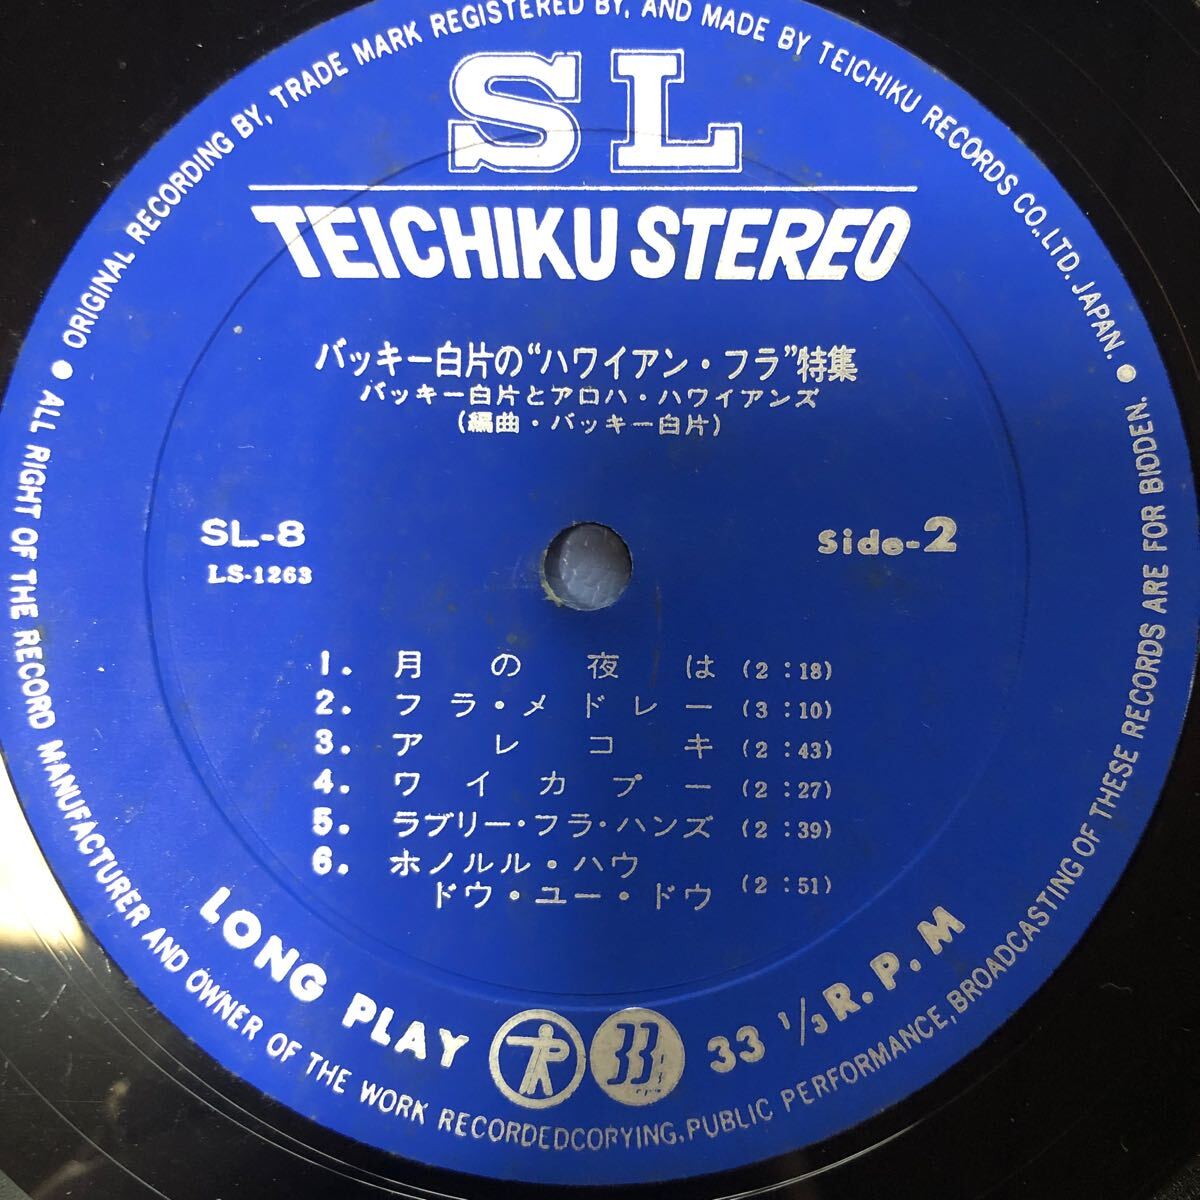 ORIGINAL RECORDING BY, TRADE MARK REGISTERED BY, AND MADE BY TEICHIKU RECORDS CO., LTD. JAPAN.
SL
TEICHIKU STEREO
バッキー白片の“ハワイアン・フラ”特集
バッキー白片とアロハ・ハワイアンズ
(編曲・バッキー白片)
SL-8
LS-1263
Side-2
1. 月の夜は (2:18)
2. フラ・メドレー (3:10)
3. アレコキ (2:43)
4. ワイカプー (2:27)
5. ラブリー・フラ・ハンズ (2:39)
6. ホノルル・ハウ
ドウ・ユー・ドウ (2:51)
LONG PLAY 33 1/3 R.P.M
ALL RIGHT OF THE RECORD MANUFACTURER AND OWNER OF THE WORK RECORDEDCORYING, PUBLIC PERFORMANCE, BROADCASTING OF THESE RECORDS ARE FOR BIDDEN.